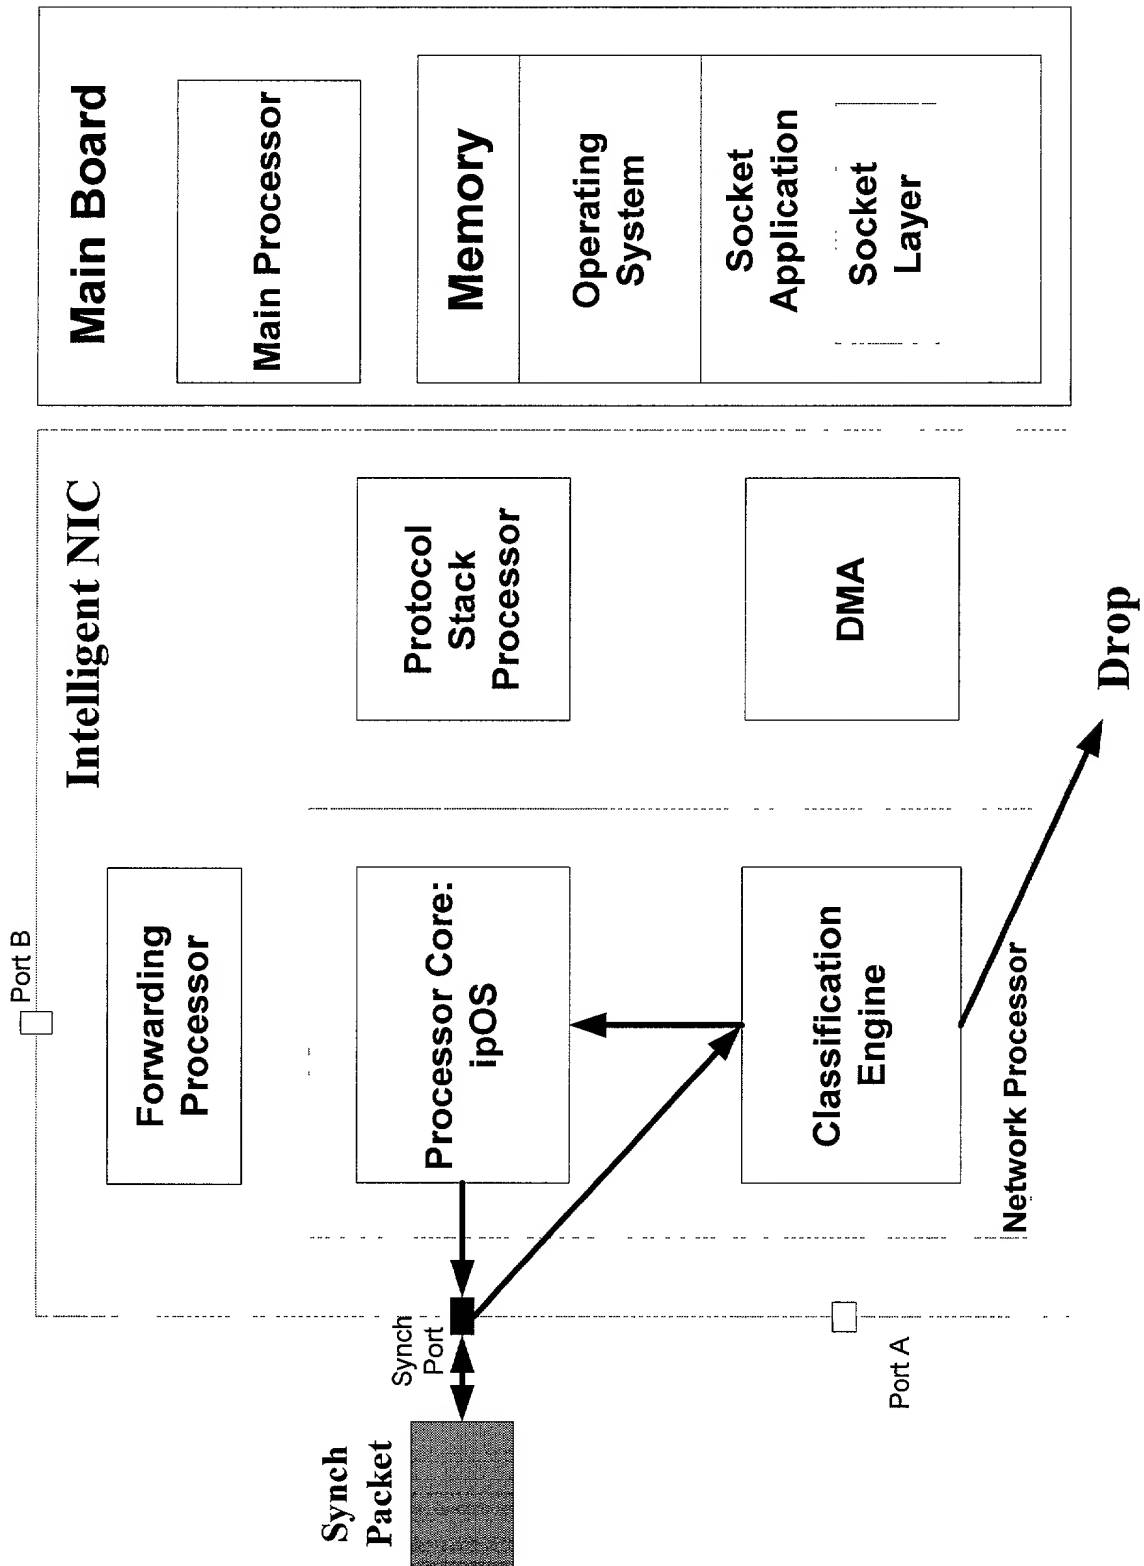 Port B
Intelligent NIC
Main Board
Forwarding
Processor
Main Processor
Synch
Packet
Synch
Port
Processor Core:
ipOS
Protocol
Stack
Processor
Memory
Operating
System
Classification
Engine
DMA
Socket
Application
Socket
Layer
Port A
Network Processor
Drop